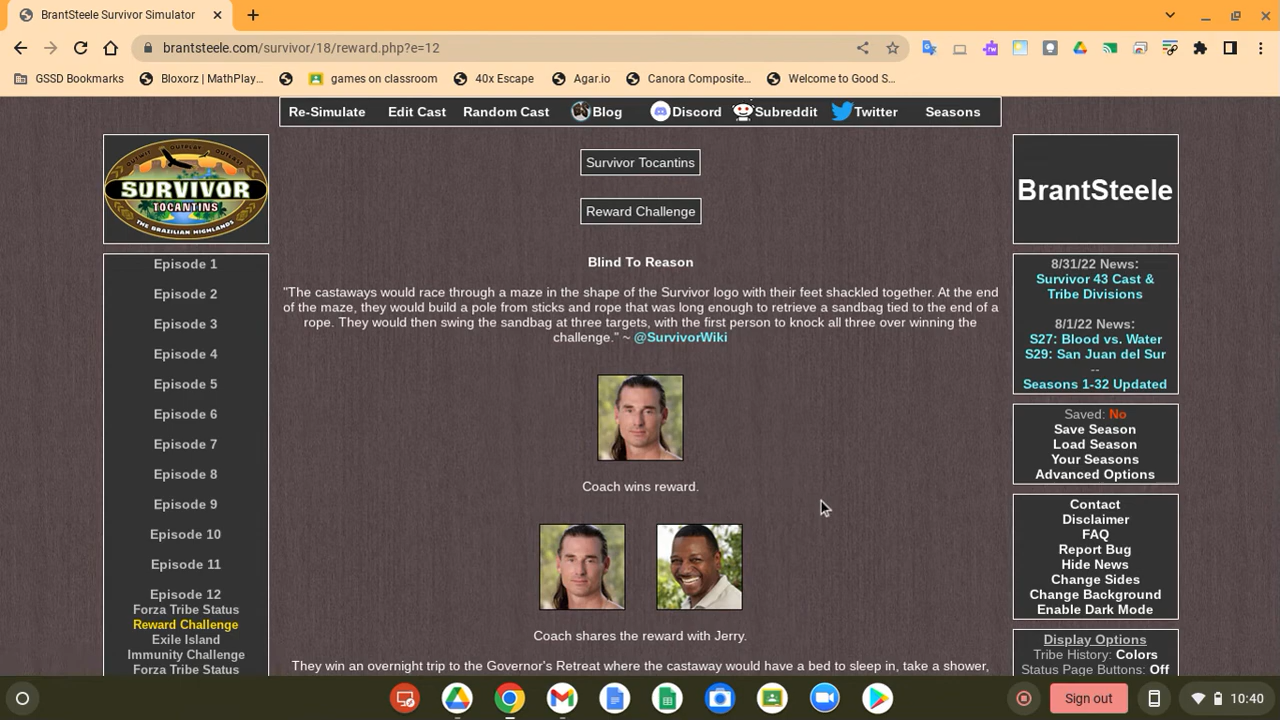 BrantSteele Survivor Simulator
brantsteele.com/survivor/18/reward.php?e=12
GSSD Bookmarks
Bloxorz | MathPlay...
games on classroom
40x Escape
Agar.io
Canora Composite...
Welcome to Good S...
Re-Simulate
Edit Cast
Random Cast
Blog
Discord
Subreddit
Twitter
Seasons
OUTWIT OUTPLAY OUTLAST
SURVIVOR
TOCANTINS
THE BRAZILIAN HIGHLANDS
Episode 1
Episode 2
Episode 3
Episode 4
Episode 5
Episode 6
Episode 7
Episode 8
Episode 9
Episode 10
Episode 11
Episode 12
Forza Tribe Status
Reward Challenge
Exile Island
Immunity Challenge
Forza Tribe Status
Survivor Tocantins
Reward Challenge
Blind To Reason
"The castaways would race through a maze in the shape of the Survivor logo with their feet shackled together. At the end
of the maze, they would build a pole from sticks and rope that was long enough to retrieve a sandbag tied to the end of a
rope. They would then swing the sandbag at three targets, with the first person to knock all three over winning the
challenge." ~ @SurvivorWiki
Coach wins reward.
Coach shares the reward with Jerry.
They win an overnight trip to the Governor's Retreat where the castaway would have a bed to sleep in, take a shower,
BrantSteele
8/31/22 News:
Survivor 43 Cast &
Tribe Divisions
8/1/22 News:
S27: Blood vs. Water
S29: San Juan del Sur
--
Seasons 1-32 Updated
Saved: No
Save Season
Load Season
Your Seasons
Advanced Options
Contact
Disclaimer
FAQ
Report Bug
Hide News
Change Sides
Change Background
Enable Dark Mode
Display Options
Tribe History: Colors
Status Page Buttons: Off
Sign out
10:40